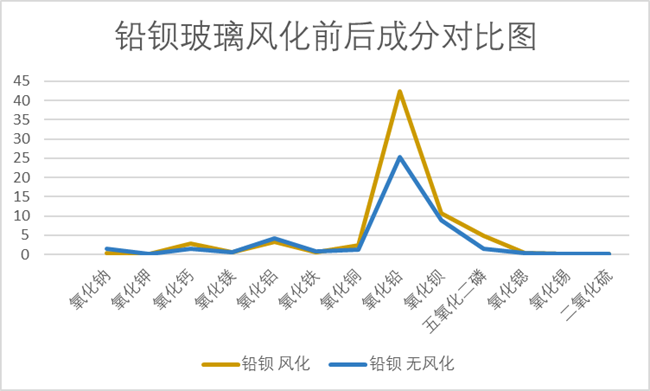 铅钡玻璃风化前后成分对比图
45
40
35
30
25
20
15
10
5
0
氧化钠
氧化钾
氧化钙
氧化镁
氧化铝
氧化铁
氧化铜
氧化铅
氧化钡
五氧化二磷
氧化锶
氧化锡
二氧化硫
铅钡 风化
铅钡 无风化